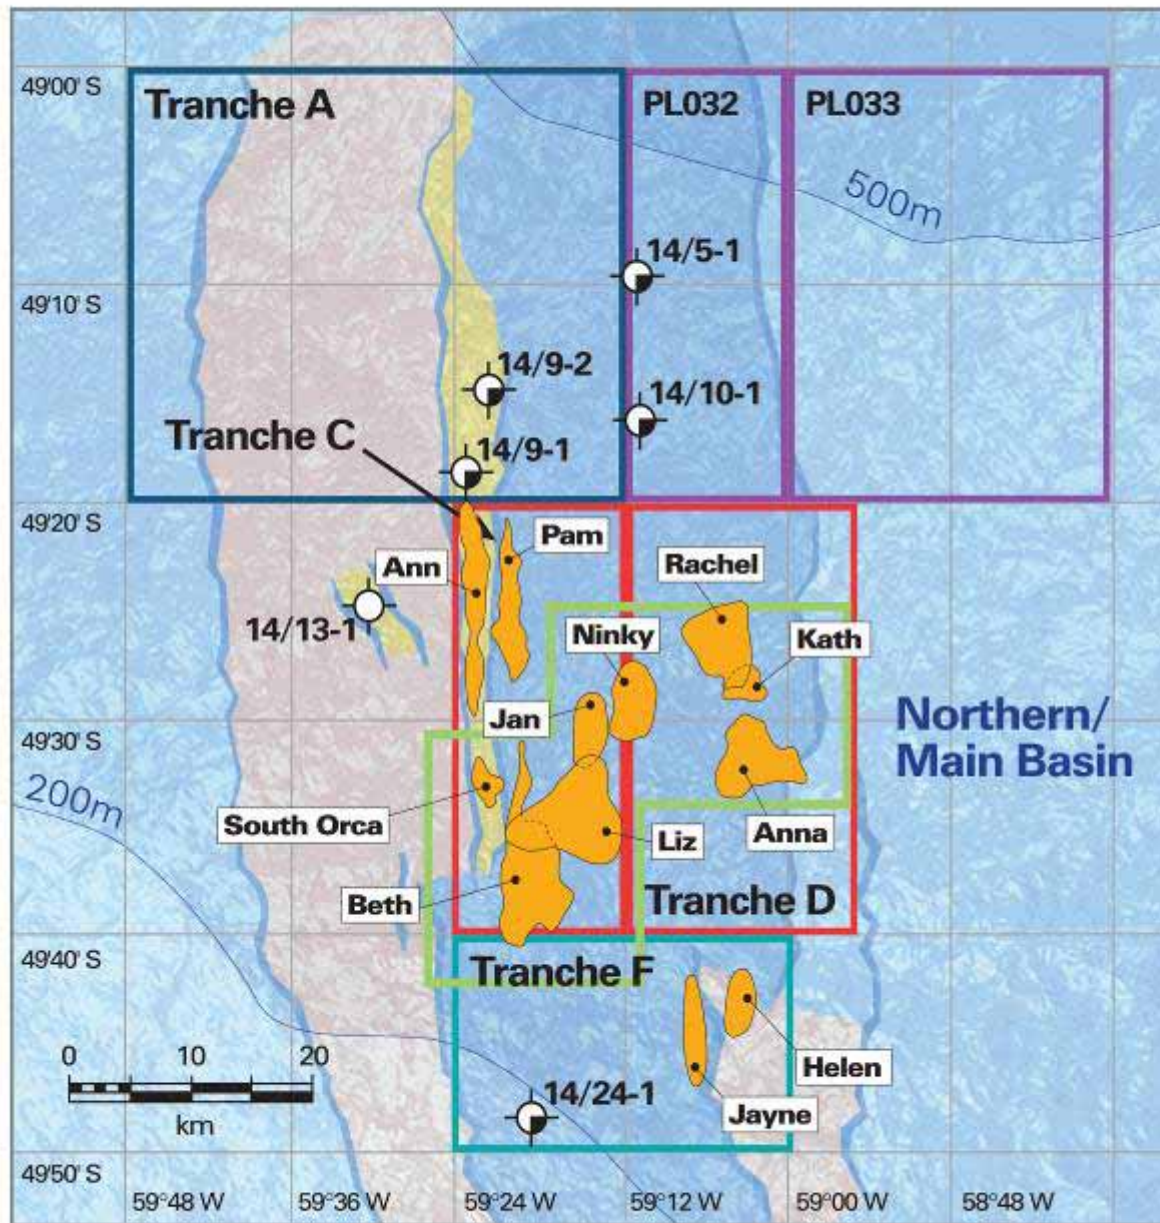 49°00' S
Tranche A
PL032
PL033
500m
14/5-1
49°10' S
14/9-2
14/10-1
Tranche C
14/9-1
49°20' S
Pam
Ann
Rachel
14/13-1
Ninky
Kath
Jan
49°30' S
Northern/
Main Basin
200m
South Orca
Liz
Anna
Beth
Tranche D
49°40' S
Tranche F
0 10 20
km
Helen
14/24-1
Jayne
49°50' S
59°48 W 59°36 W 59°24 W 59°12 W 59°00 W 58°48 W